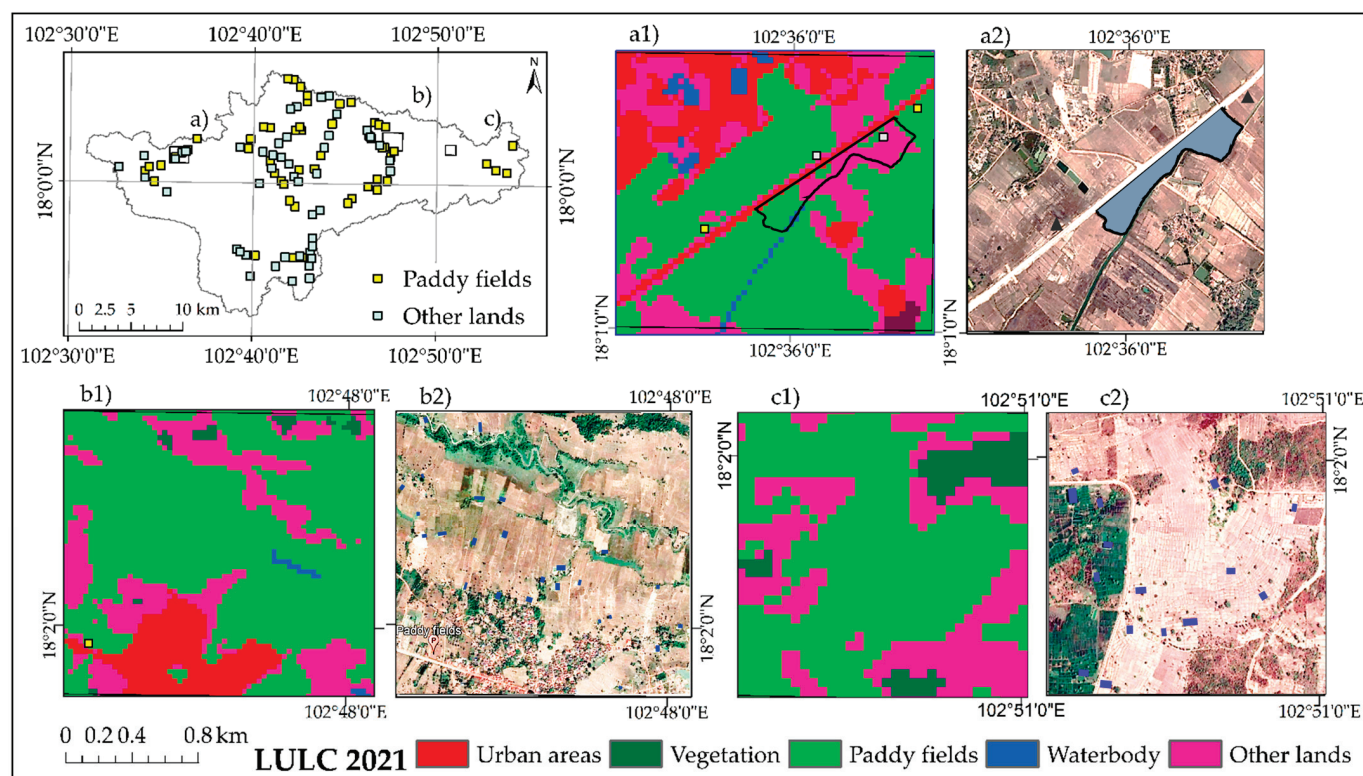 102°30'0"E 102°40'0"E 102°50'0"E
N
a) b) c)
18°0'0"N 18°0'0"N
Paddy fields
Other lands
0 2.5 5 10 km
102°30'0"E 102°40'0"E 102°50'0"E
a1) 102°36'0"E
18°1'0"N
102°36'0"E
a2) 102°36'0"E
18°1'0"N
102°36'0"E
b1) 102°48'0"E
18°2'0"N
102°48'0"E
b2) 102°48'0"E
Paddy fields
18°2'0"N
102°48'0"E
c1) 102°51'0"E
18°2'0"N
102°51'0"E
c2) 102°51'0"E
18°2'0"N
102°51'0"E
0 0.2 0.4 0.8 km
LULC 2021 Urban areas Vegetation Paddy fields Waterbody Other lands